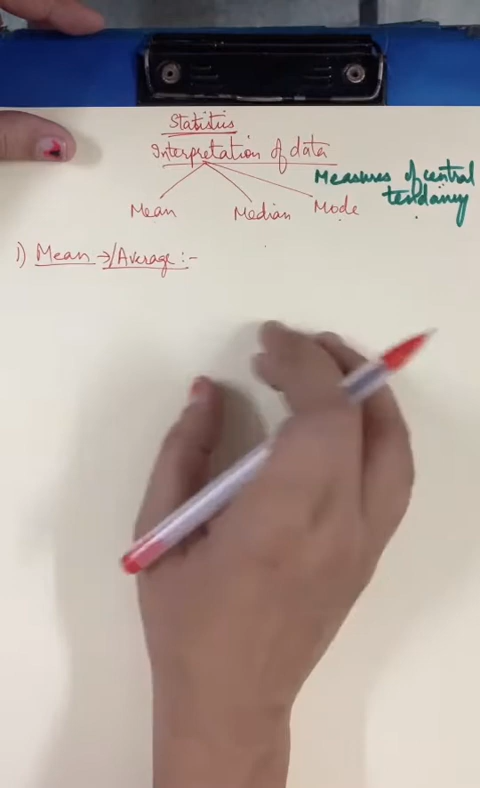 Statistics
Interpretation of data
Measures of central
tendancy
Mean Median Mode
1) Mean →/Average :-